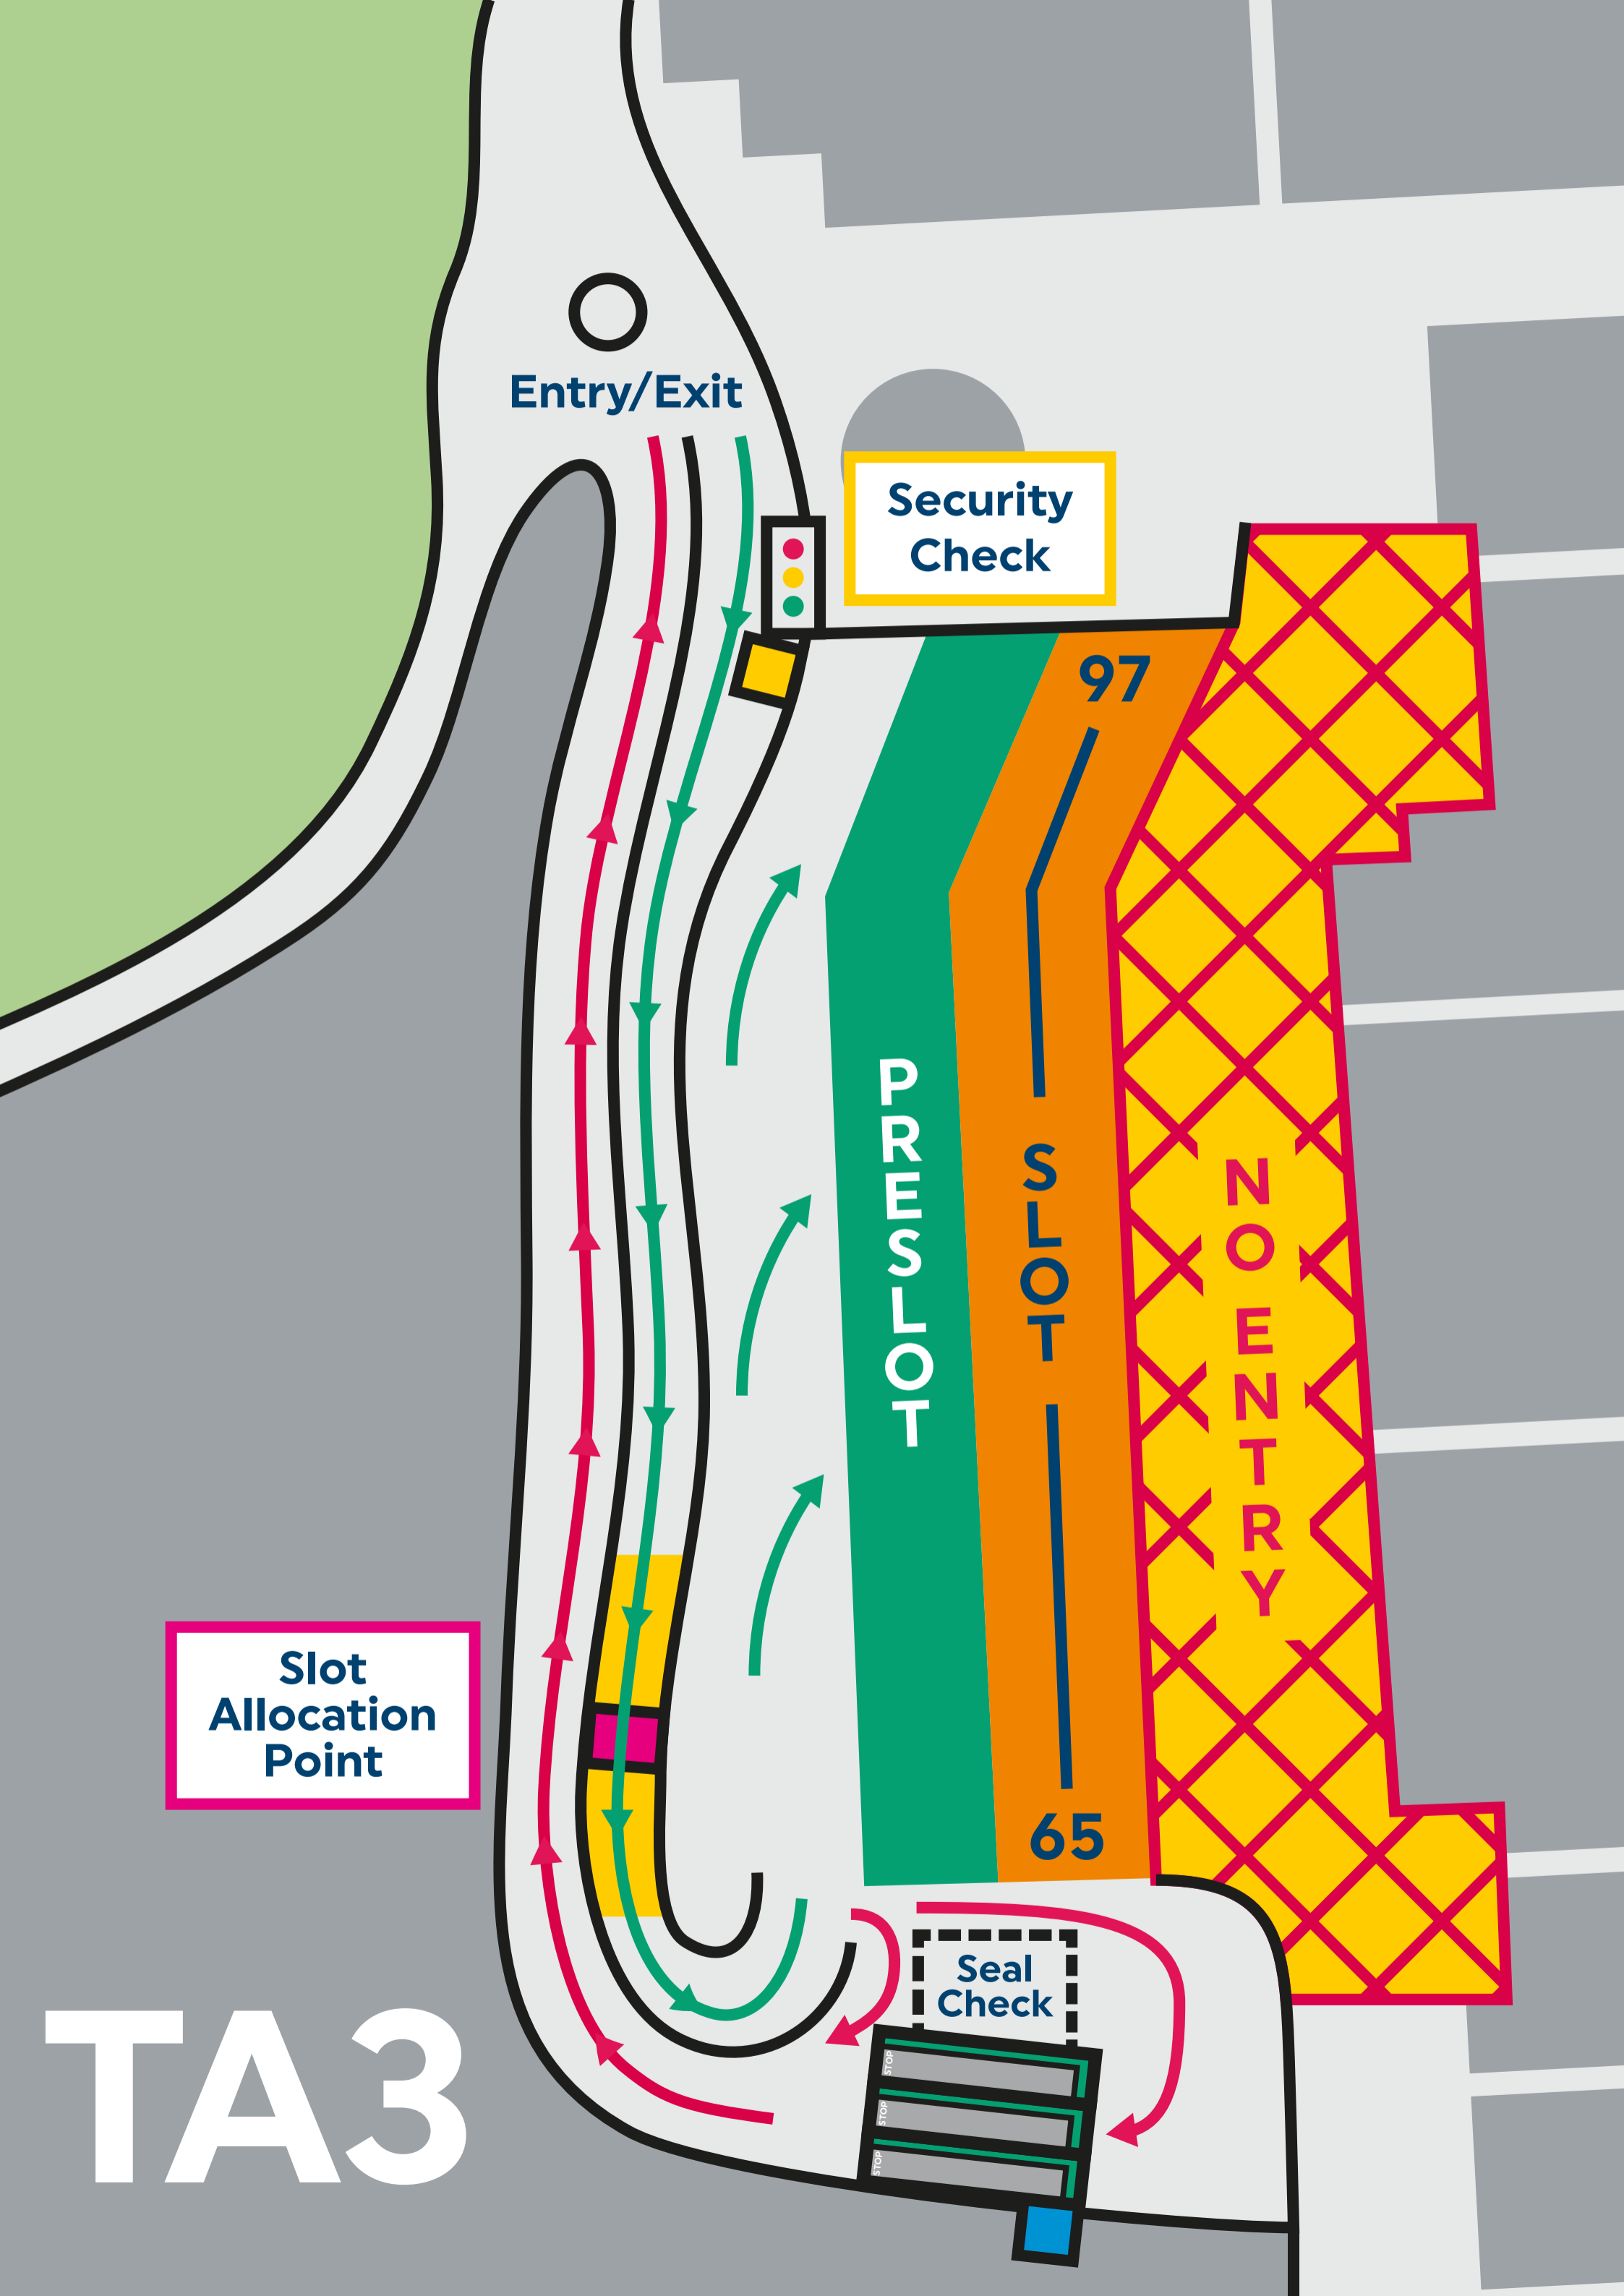 Entry/Exit
Security
Check
97
PRESLOT
SLOT
NO ENTRY
Slot
Allocation
Point
65
Seal
Check
STOP
STOP
STOP
TA3